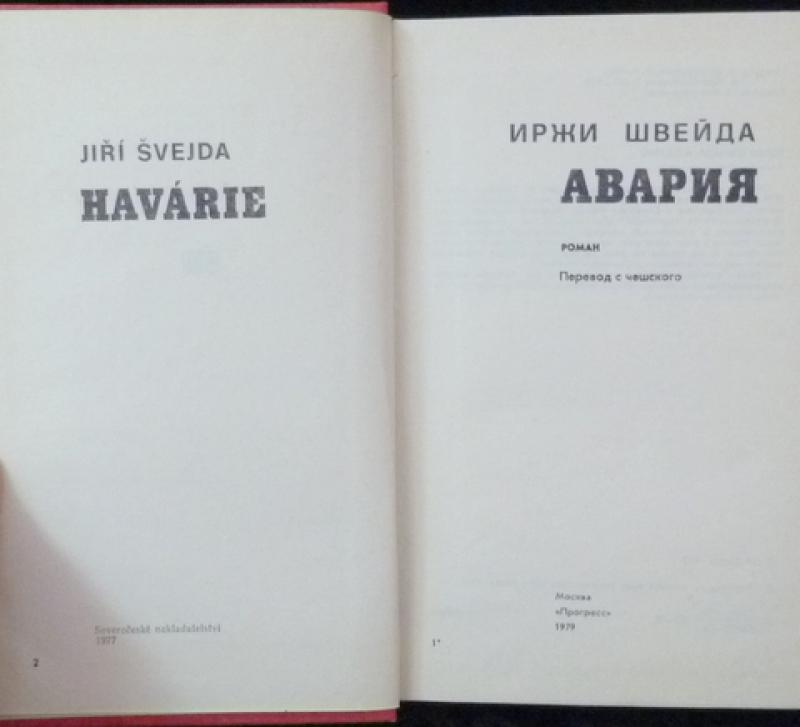 JIŘÍ ŠVEJDA
HAVÁRIE
Severočeské nakladatelství
1977
2
ИРЖИ ШВЕЙДА
АВАРИЯ
РОМАН
Перевод с чешского
Москва
«Прогресс»
1979
1*